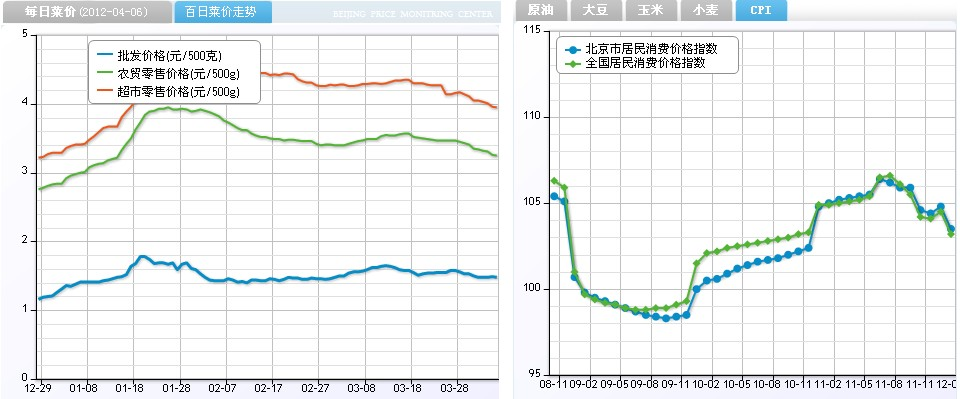 每日菜价(2012-04-06) 百日菜价走势 BEIJING PRICE MONITORING CENTER
批发价格(元/500克)
农贸零售价格(元/500g)
超市零售价格(元/500g)
5
4
3
2
1
0
12-29 01-08 01-18 01-28 02-07 02-17 02-27 03-08 03-18 03-28
原油 大豆 玉米 小麦 CPI
北京市居民消费价格指数
全国居民消费价格指数
115
110
105
100
95
08-11 09-02 09-05 09-08 09-11 10-02 10-05 10-08 10-11 11-02 11-05 11-08 11-11 12-0